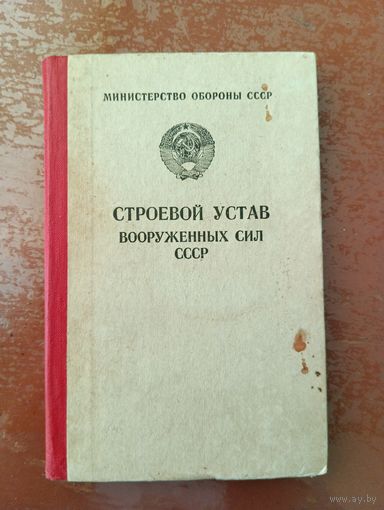 МИНИСТЕРСТВО ОБОРОНЫ СССР
СТРОЕВОЙ УСТАВ
ВООРУЖЕННЫХ СИЛ
СССР
www.ay.by